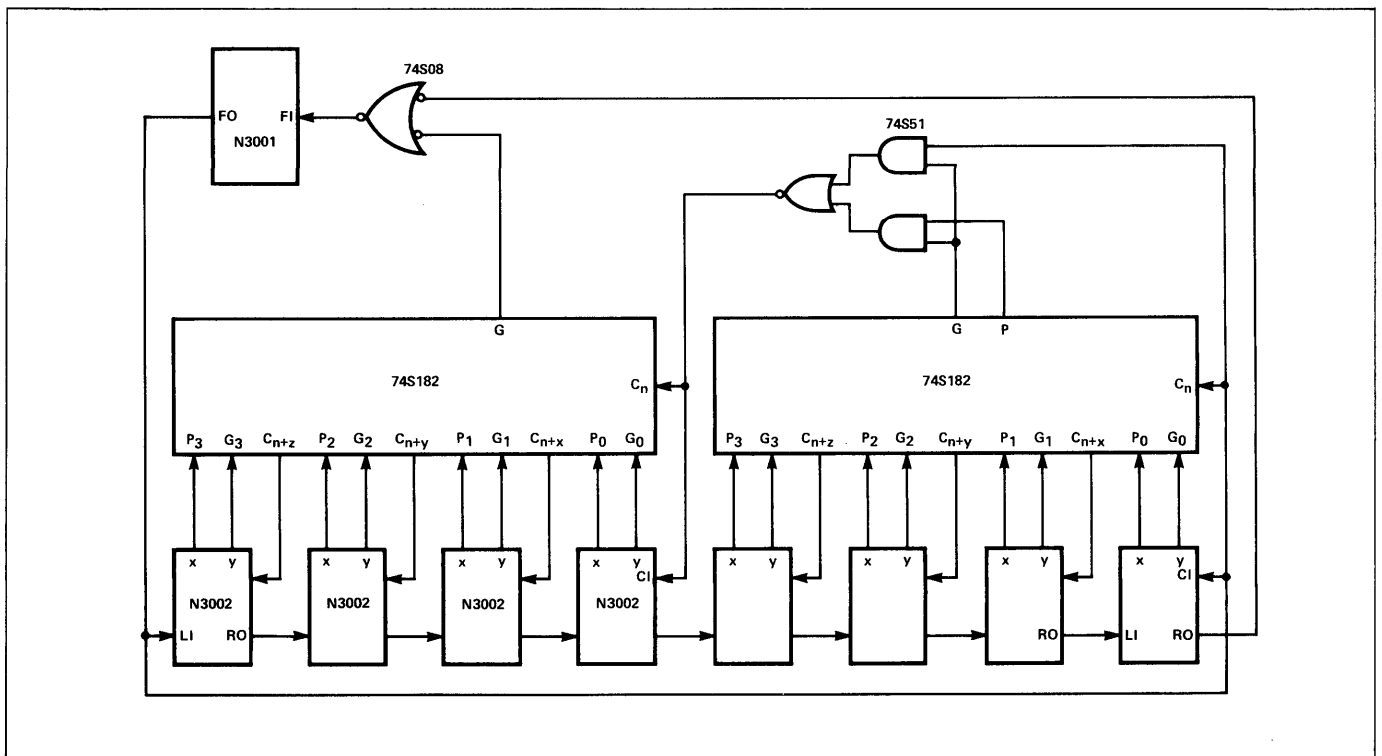 74S08
FO FI
N3001
74S51
G
G P
74S182
Cn
74S182
Cn
P3 G3 Cn+z P2 G2 Cn+y P1 G1 Cn+x P0 G0
P3 G3 Cn+z P2 G2 Cn+y P1 G1 Cn+x P0 G0
x y
x y
x y
x y
CI
x y
x y
x y
x y
CI
N3002
N3002
N3002
N3002
LI RO
RO
LI RO